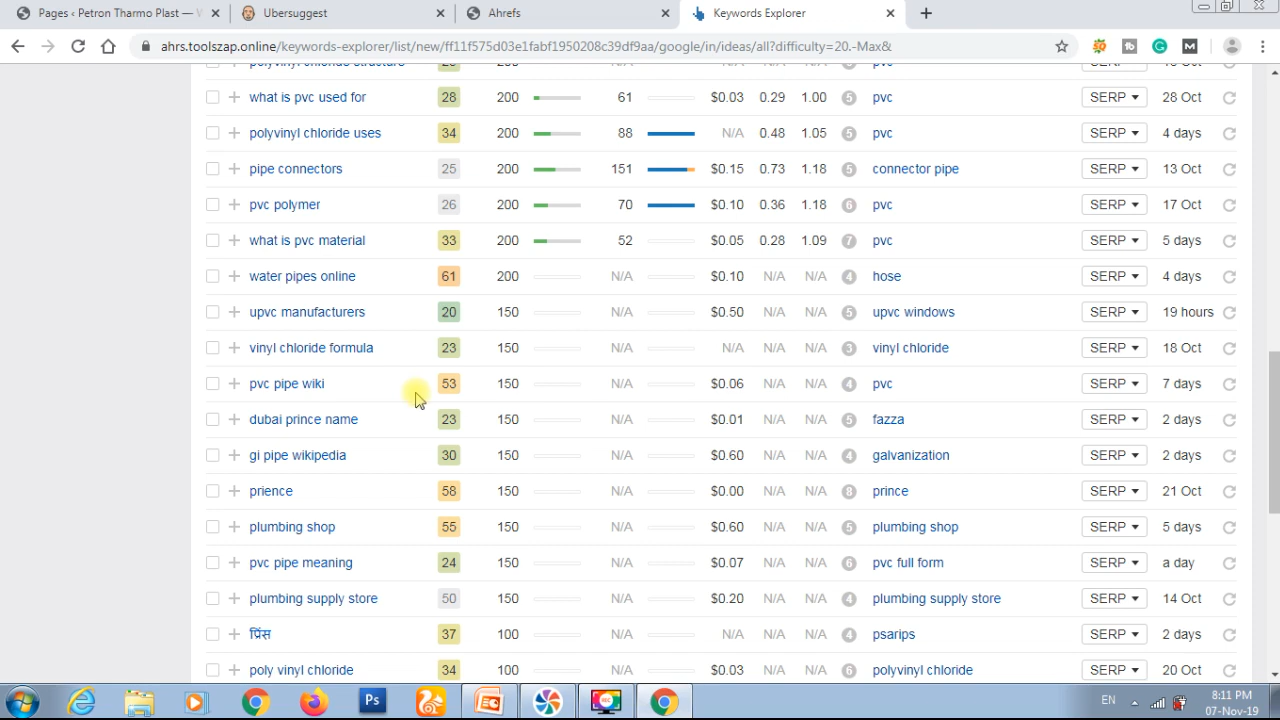 Pages ‹ Petron Tharmo Plast — W
Ubersuggest
Ahrefs
Keywords Explorer
ahrs.toolszap.online/keywords-explorer/list/new/ff11f575d03e1fabf1950208c39df9aa/google/in/ideas/all?difficulty=20.-Max&
what is pvc used for 28 200 61 $0.03 0.29 1.00 5 pvc SERP 28 Oct
polyvinyl chloride uses 34 200 88 N/A 0.48 1.05 5 pvc SERP 4 days
pipe connectors 25 200 151 $0.15 0.73 1.18 5 connector pipe SERP 13 Oct
pvc polymer 26 200 70 $0.10 0.36 1.18 6 pvc SERP 17 Oct
what is pvc material 33 200 52 $0.05 0.28 1.09 7 pvc SERP 5 days
water pipes online 61 200 N/A $0.10 N/A N/A 4 hose SERP 4 days
upvc manufacturers 20 150 N/A $0.50 N/A N/A 5 upvc windows SERP 19 hours
vinyl chloride formula 23 150 N/A N/A N/A N/A 3 vinyl chloride SERP 18 Oct
pvc pipe wiki 53 150 N/A $0.06 N/A N/A 4 pvc SERP 7 days
dubai prince name 23 150 N/A $0.01 N/A N/A 5 fazza SERP 2 days
gi pipe wikipedia 30 150 N/A $0.60 N/A N/A 4 galvanization SERP 2 days
prience 58 150 N/A $0.00 N/A N/A 8 prince SERP 21 Oct
plumbing shop 55 150 N/A $0.60 N/A N/A 5 plumbing shop SERP 5 days
pvc pipe meaning 24 150 N/A $0.07 N/A N/A 6 pvc full form SERP a day
plumbing supply store 50 150 N/A $0.20 N/A N/A 4 plumbing supply store SERP 14 Oct
प्रिंस 37 100 N/A N/A N/A N/A 4 psarips SERP 2 days
poly vinyl chloride 34 100 N/A $0.03 N/A N/A 6 polyvinyl chloride SERP 20 Oct
Ps
REC
EN
8:11 PM
07-Nov-19